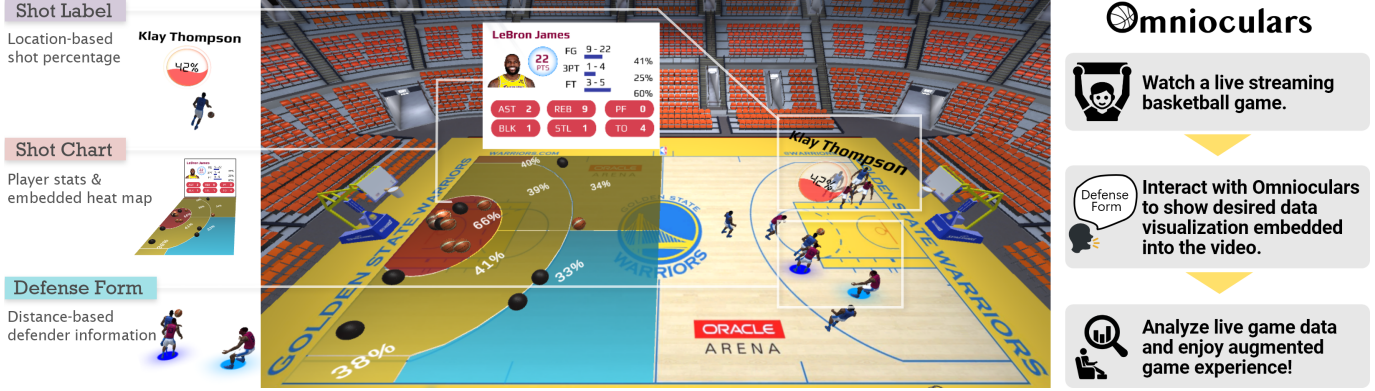 Shot Label
Location-based
shot percentage
Klay Thompson
42%
Shot Chart
Player stats &
embedded heat map
Defense Form
Distance-based
defender information
LeBron James
22
PTS
FG 9 - 22 41%
3PT 1 - 4 25%
FT 3 - 5 60%
AST 2 REB 9 PF 0
BLK 1 STL 1 TO 4
WARRIORS.COM
Klay Thompson
42%
40%
39%
34%
66%
41%
33%
38%
GOLDEN STATE WARRIORS
GOLDEN STATE
WARRIORS
GOLDEN STATE WARRIORS
ORACLE
ARENA
Omnioculars
Watch a live streaming
basketball game.
Defense
Form
Interact with Omnioculars
to show desired data
visualization embedded
into the video.
Analyze live game data
and enjoy augmented
game experience!